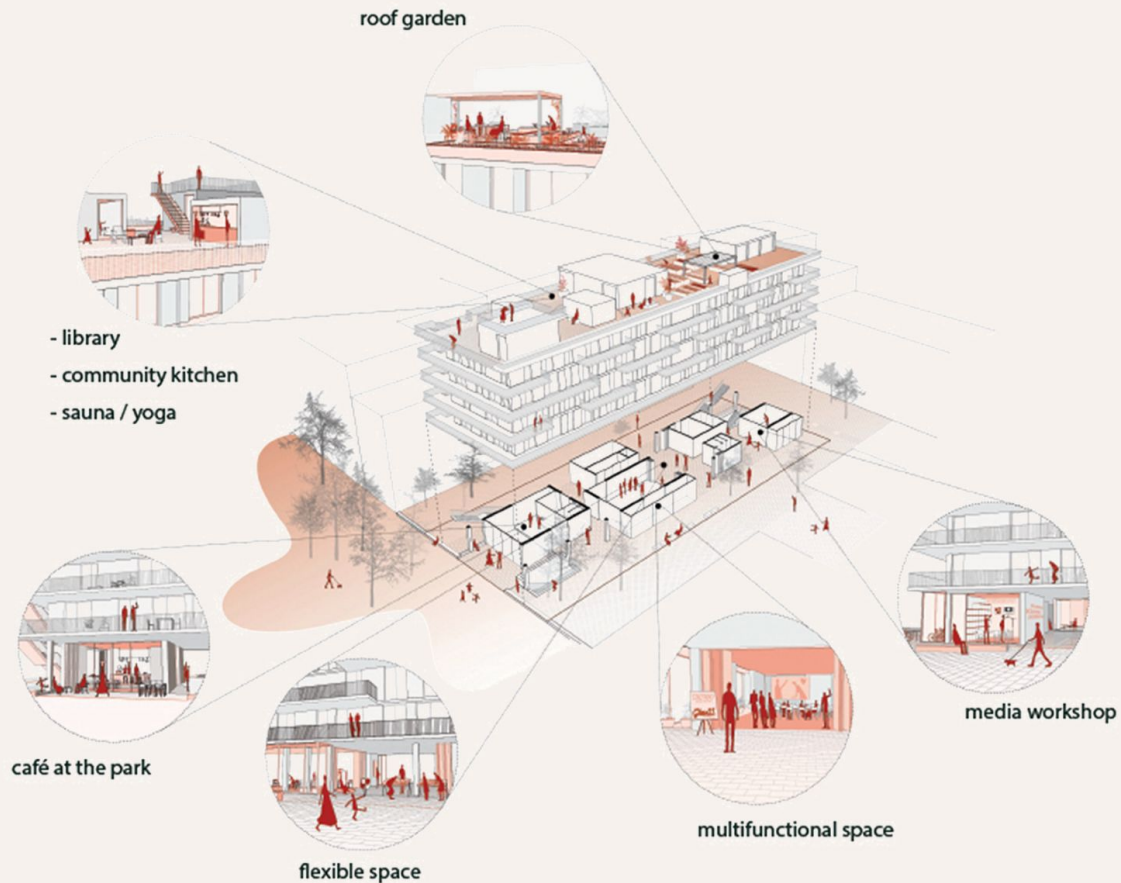 roof garden
- library
- community kitchen
- sauna / yoga
café at the park
flexible space
multifunctional space
media workshop